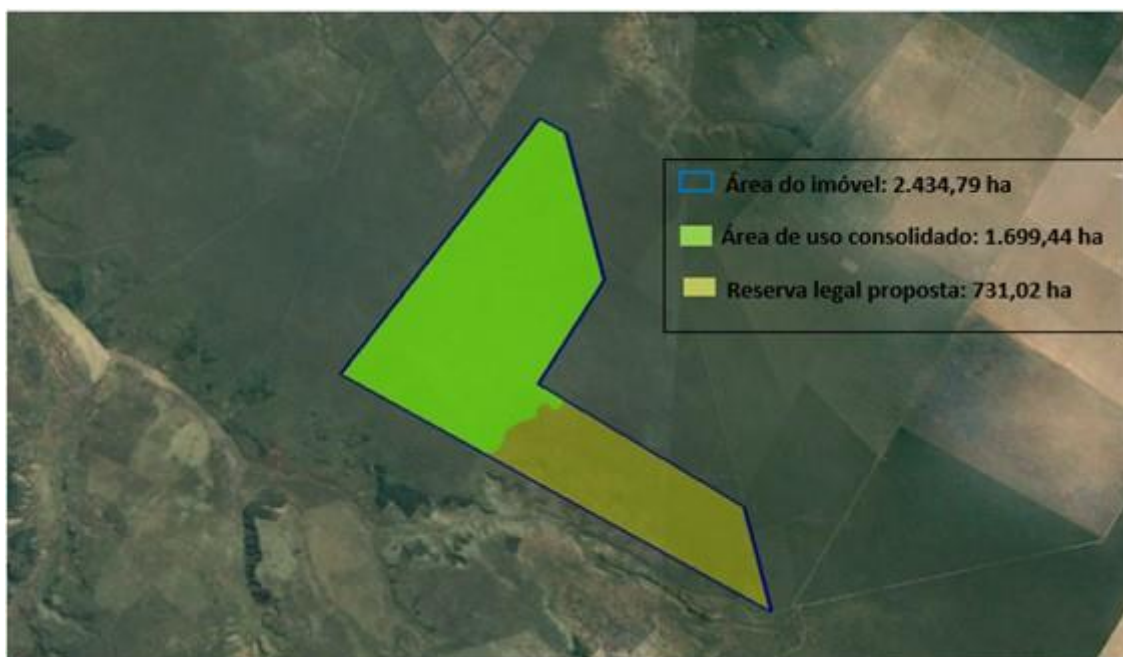 Área do imóvel: 2.434,79 ha
Área de uso consolidado: 1.699,44 ha
Reserva legal proposta: 731,02 ha